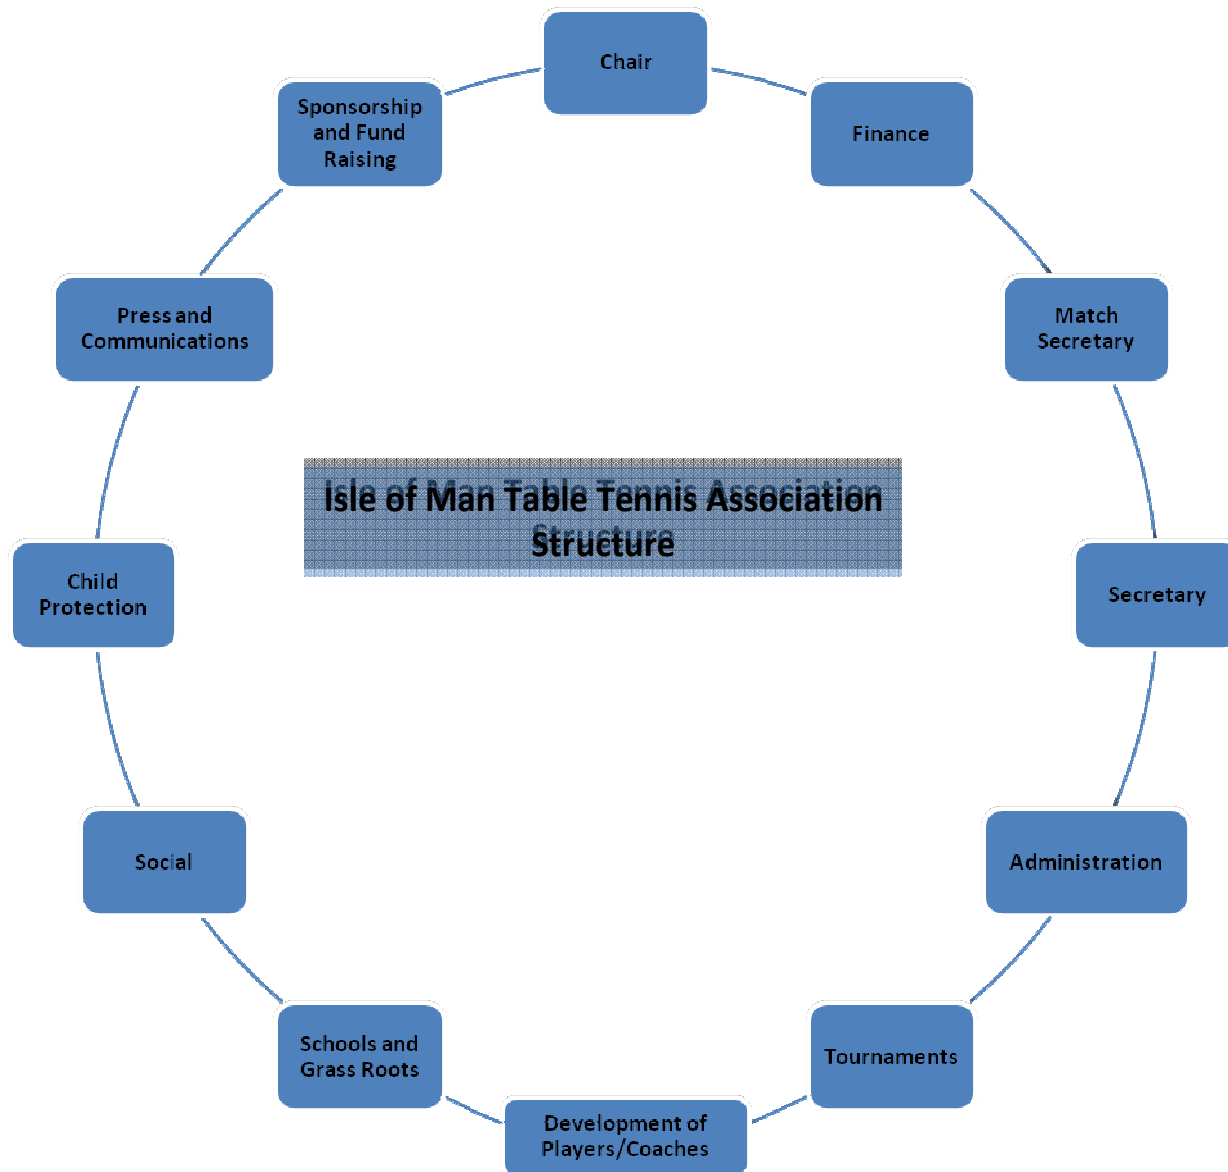 Chair
Finance
Sponsorship
and Fund
Raising
Match
Secretary
Press and
Communications
Isle of Man Table Tennis Association
Structure
Secretary
Child
Protection
Administration
Social
Tournaments
Schools and
Grass Roots
Development of
Players/Coaches